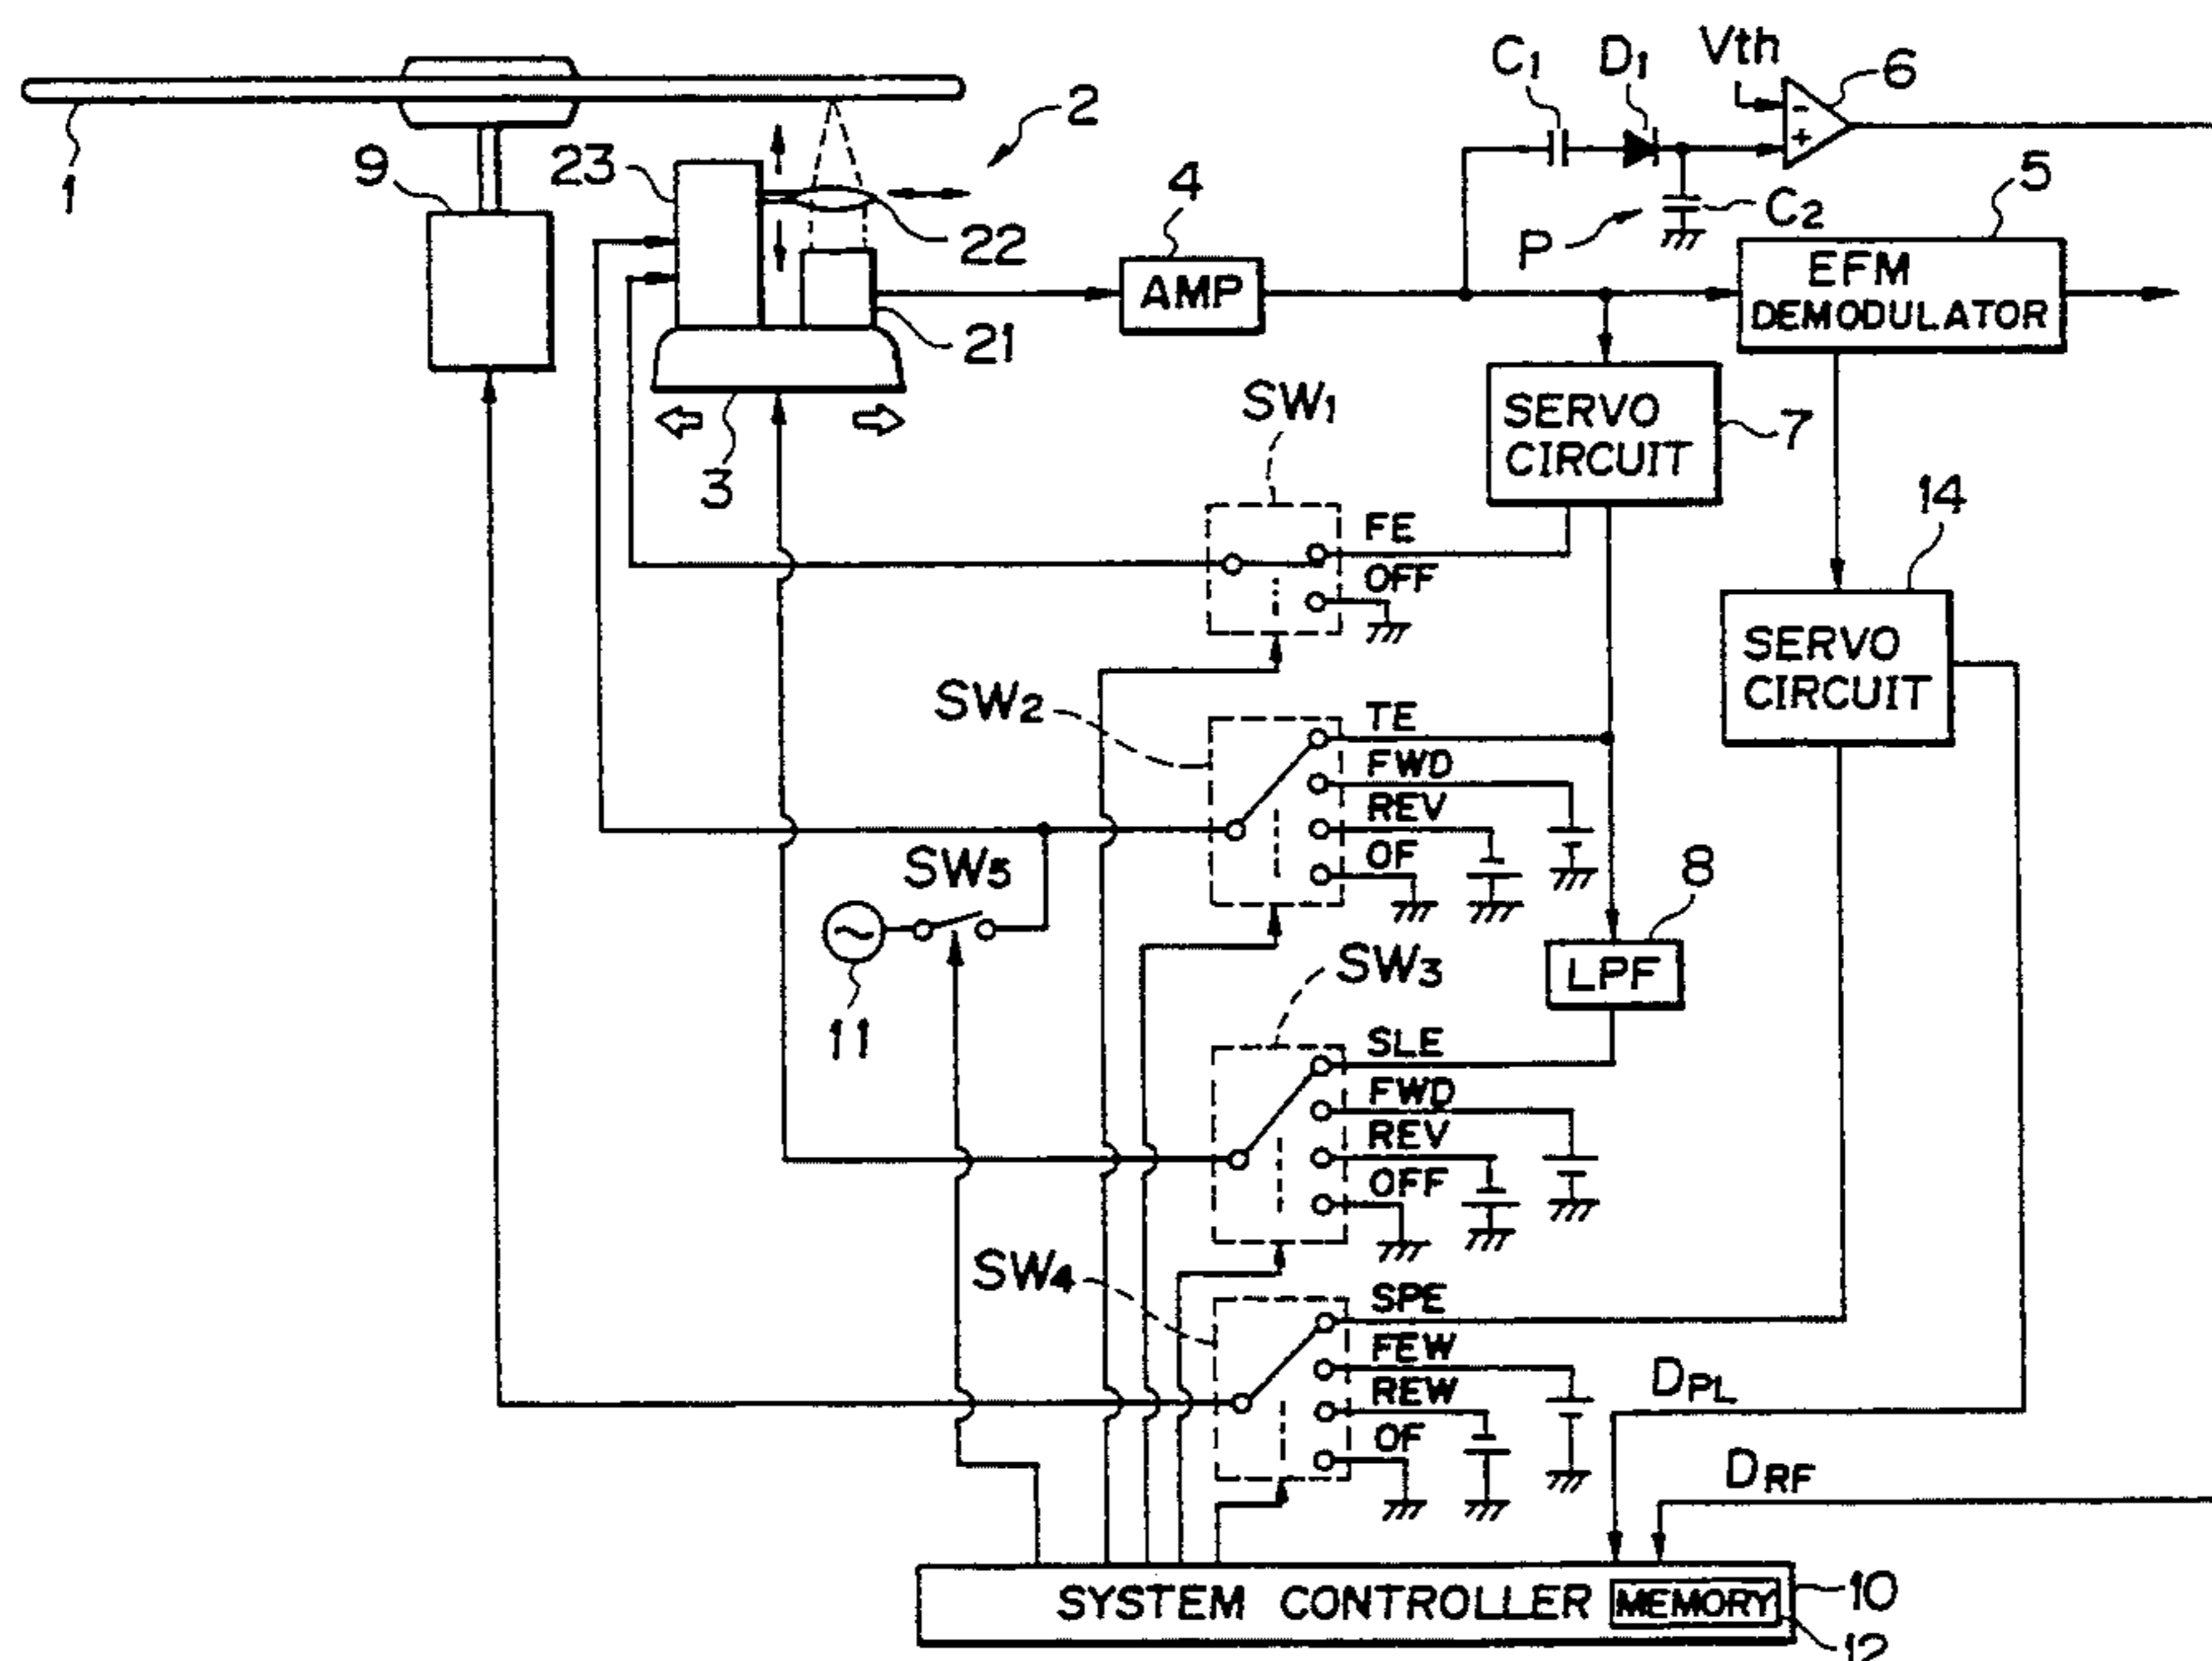 C1
D1
Vth
6
2
1
9
23
4
5
P
C2
22
AMP
EFM
DEMODULATOR
21
3
SW1
SERVO
CIRCUIT
7
14
FE
OFF
SERVO
CIRCUIT
SW2
TE
FWD
REV
OF
SW5
8
LPF
11
SW3
SLE
FWD
REV
OFF
SW4
SPE
FEW
REW
OF
DPL
DRF
SYSTEM CONTROLLER
MEMORY
10
12